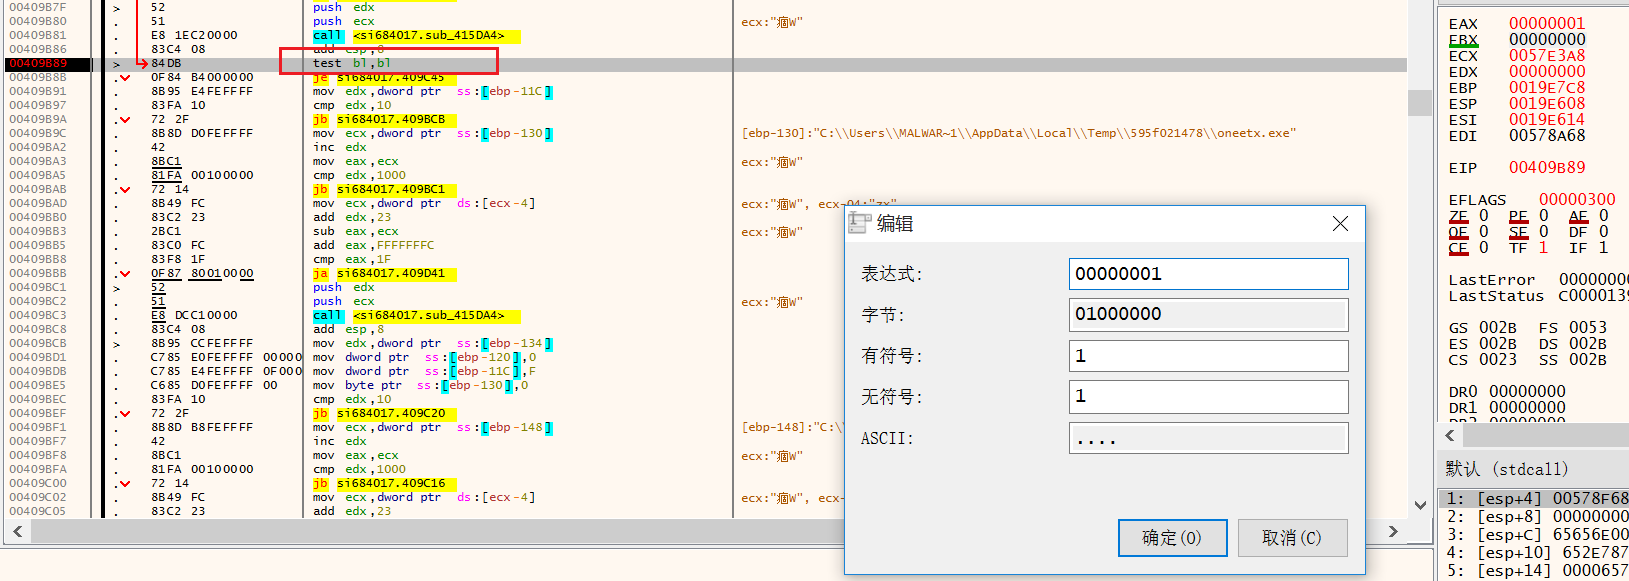 00409B7F > 52 push edx
00409B80 . 51 push ecx ecx:"痼W"
00409B81 . E8 1EC20000 call <si684017.sub_415DA4>
00409B86 . 83C4 08 add esp,8
00409B89 > 84DB test bl,bl
00409B8B . 0F84 B4000000 je si684017.409C45
00409B91 . 8B95 E4FEFFFF mov edx,dword ptr ss:[ebp-11C]
00409B97 . 83FA 10 cmp edx,10
00409B9A . 72 2F jb si684017.409BCB
00409B9C . 8B8D D0FEFFFF mov ecx,dword ptr ss:[ebp-130] [ebp-130]:"C:\\Users\\MALWAR~1\\AppData\\Local\\Temp\\595f021478\\oneetx.exe"
00409BA2 . 42 inc edx
00409BA3 . 8BC1 mov eax,ecx ecx:"痼W"
00409BA5 . 81FA 00100000 cmp edx,1000
00409BAB . 72 14 jb si684017.409BC1
00409BAD . 8B49 FC mov ecx,dword ptr ds:[ecx-4] ecx:"痼W", ecx-04:"zx"
00409BB0 . 83C2 23 add edx,23
00409BB3 . 2BC1 sub eax,ecx ecx:"痼W"
00409BB5 . 83C0 FC add eax,FFFFFFFC
00409BB8 . 83F8 1F cmp eax,1F
00409BBB . 0F87 80010000 ja si684017.409D41
00409BC1 > 52 push edx
00409BC2 . 51 push ecx ecx:"痼W"
00409BC3 . E8 DCC10000 call <si684017.sub_415DA4>
00409BC8 . 83C4 08 add esp,8
00409BCB > 8B95 CCFEFFFF mov edx,dword ptr ss:[ebp-134]
00409BD1 . C785 E0FEFFFF 00000 mov dword ptr ss:[ebp-120],0
00409BDB . C785 E4FEFFFF 0F000 mov dword ptr ss:[ebp-11C],F
00409BE5 . C685 D0FEFFFF 00 mov byte ptr ss:[ebp-130],0
00409BEC . 83FA 10 cmp edx,10
00409BEF . 72 2F jb si684017.409C20
00409BF1 . 8B8D B8FEFFFF mov ecx,dword ptr ss:[ebp-148] [ebp-148]:"C:\
00409BF7 . 42 inc edx
00409BF8 . 8BC1 mov eax,ecx ecx:"痼W"
00409BFA . 81FA 00100000 cmp edx,1000
00409C00 . 72 14 jb si684017.409C16
00409C02 . 8B49 FC mov ecx,dword ptr ds:[ecx-4] ecx:"痼W", ecx-
00409C05 . 83C2 23 add edx,23
编辑
表达式: 00000001
字节: 01000000
有符号: 1
无符号: 1
ASCII: ....
确定(O) 取消(C)
EAX 00000001
EBX 00000000
ECX 0057E3A8
EDX 00000000
EBP 0019E7C8
ESP 0019E608
ESI 0019E614
EDI 00578A68
EIP 00409B89
EFLAGS 00000300
ZF 0 PF 0 AF 0
OF 0 SF 0 DF 0
CF 0 TF 1 IF 1
LastError 0000000
LastStatus C000013
GS 002B FS 0053
ES 002B DS 002B
CS 0023 SS 002B
DR0 00000000
DR1 00000000
默认 (stdcall)
1: [esp+4] 00578F68
2: [esp+8] 00000000
3: [esp+C] 65656E00
4: [esp+10] 652E787
5: [esp+14] 0000657